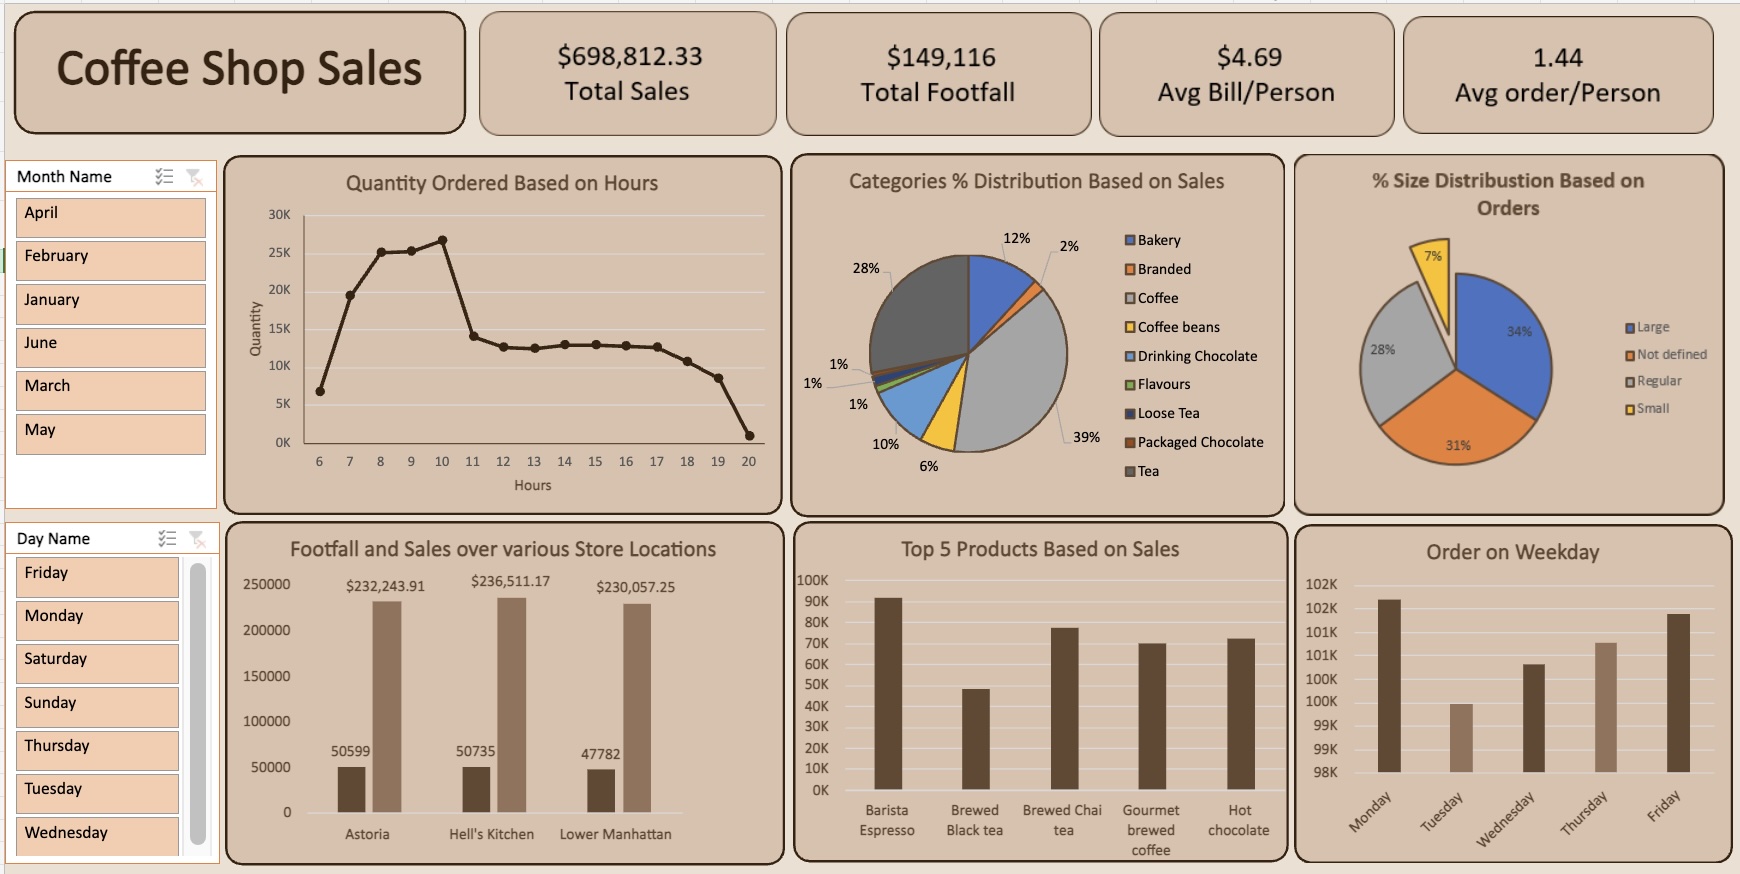 Coffee Shop Sales
$698,812.33
Total Sales
$149,116
Total Footfall
$4.69
Avg Bill/Person
1.44
Avg order/Person
Month Name
April
February
January
June
March
May
Quantity Ordered Based on Hours
30K
25K
20K
15K
10K
5K
0K
Quantity
6 7 8 9 10 11 12 13 14 15 16 17 18 19 20
Hours
Categories % Distribution Based on Sales
12%
2%
39%
6%
10%
1%
1%
1%
28%
Bakery
Branded
Coffee
Coffee beans
Drinking Chocolate
Flavours
Loose Tea
Packaged Chocolate
Tea
% Size Distribustion Based on
Orders
7%
34%
28%
31%
Large
Not defined
Regular
Small
Day Name
Friday
Monday
Saturday
Sunday
Thursday
Tuesday
Wednesday
Footfall and Sales over various Store Locations
250000
200000
150000
100000
50000
0
$232,243.91
$236,511.17
$230,057.25
50599
50735
47782
Astoria
Hell's Kitchen
Lower Manhattan
Top 5 Products Based on Sales
100K
90K
80K
70K
60K
50K
40K
30K
20K
10K
0K
Barista
Espresso
Brewed
Black tea
Brewed Chai
tea
Gourmet
brewed
coffee
Hot
chocolate
Order on Weekday
102K
102K
101K
101K
100K
100K
99K
99K
98K
Monday
Tuesday
Wednesday
Thursday
Friday